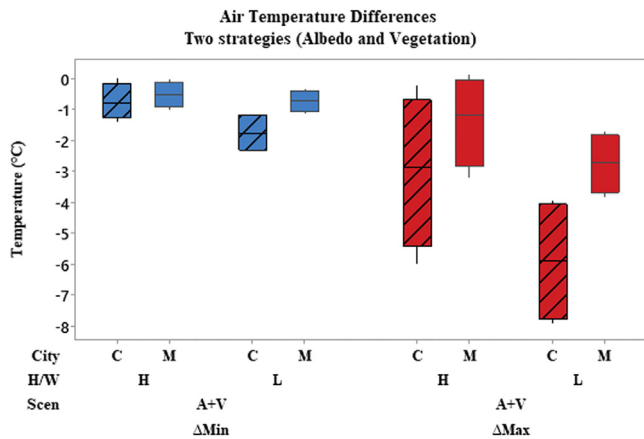 Air Temperature Differences
Two strategies (Albedo and Vegetation)
Temperature (°C)
0
-1
-2
-3
-4
-5
-6
-7
-8
City C M C M C M C M
H/W H L H L
Scen A+V A+V
ΔMin ΔMax